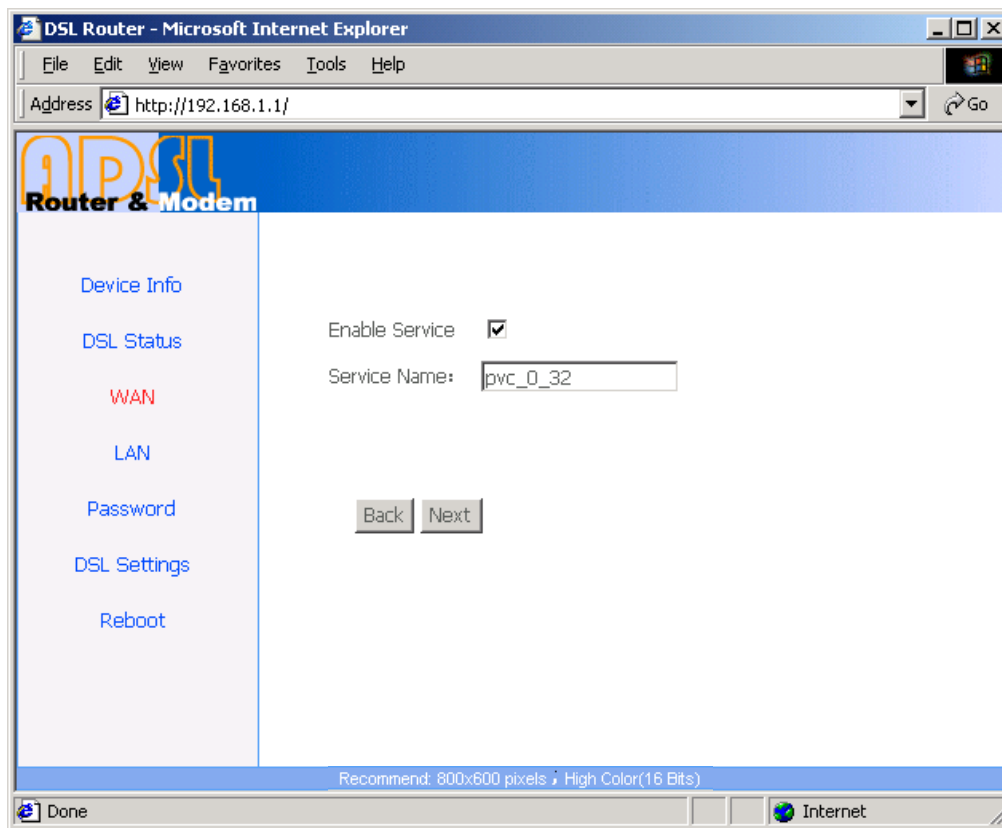 DSL Router - Microsoft Internet Explorer
File Edit View Favorites Tools Help
Address http://192.168.1.1/ Go
ADSL
Router & Modem
Device Info
DSL Status
WAN
LAN
Password
DSL Settings
Reboot
Enable Service
Service Name: pvc_0_32
Back Next
Recommend: 800x600 pixels ; High Color(16 Bits)
Done Internet